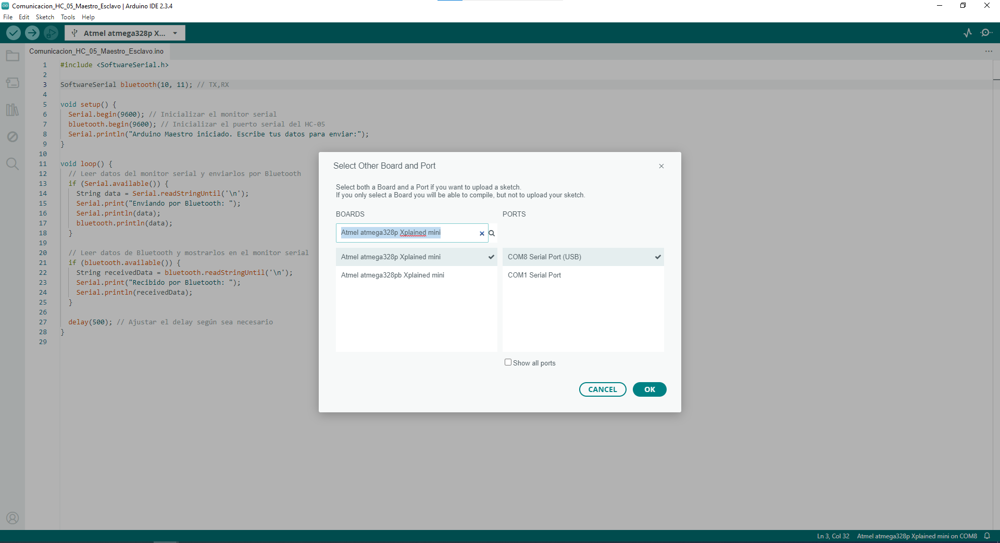 Comunicacion_HC_05_Maestro_Esclavo | Arduino IDE 2.3.4
File Edit Sketch Tools Help
Atmel atmega328p X...
Comunicacion_HC_05_Maestro_Esclavo.ino
1 #include <SoftwareSerial.h>
2
3 SoftwareSerial bluetooth(10, 11); // TX,RX
4
5 void setup() {
6 Serial.begin(9600); // Inicializar el monitor serial
7 bluetooth.begin(9600); // Inicializar el puerto serial del HC-05
8 Serial.println("Arduino Maestro iniciado. Escribe tus datos para enviar:");
9 }
10
11 void loop() {
12 // Leer datos del monitor serial y enviarlos por Bluetooth
13 if (Serial.available()) {
14 String data = Serial.readStringUntil('\n');
15 Serial.print("Enviando por Bluetooth: ");
16 Serial.println(data);
17 bluetooth.println(data);
18 }
19
20 // Leer datos de Bluetooth y mostrarlos en el monitor serial
21 if (bluetooth.available()) {
22 String receivedData = bluetooth.readStringUntil('\n');
23 Serial.print("Recibido por Bluetooth: ");
24 Serial.println(receivedData);
25 }
26
27 delay(500); // Ajustar el delay según sea necesario
28 }
29
Select Other Board and Port
Select both a Board and a Port if you want to upload a sketch.
If you only select a Board you will be able to compile, but not to upload your sketch.
BOARDS
Atmel atmega328p Xplained mini
Atmel atmega328p Xplained mini
Atmel atmega328pb Xplained mini
PORTS
COM8 Serial Port (USB)
COM1 Serial Port
Show all ports
CANCEL OK
Ln 3, Col 32 Atmel atmega328p Xplained mini on COM8